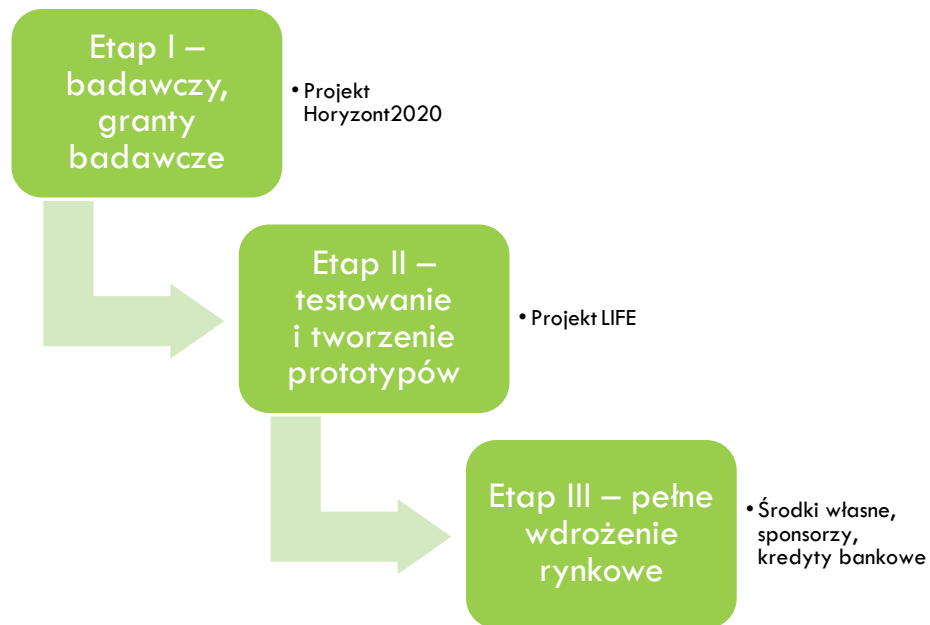 Etap I –
badawczy,
granty
badawcze
• Projekt
Horyzont2020
Etap II –
testowanie
i tworzenie
prototypów
• Projekt LIFE
Etap III – pełne
wdrożenie
rynkowe
• Środki własne,
sponsorzy,
kredyty bankowe